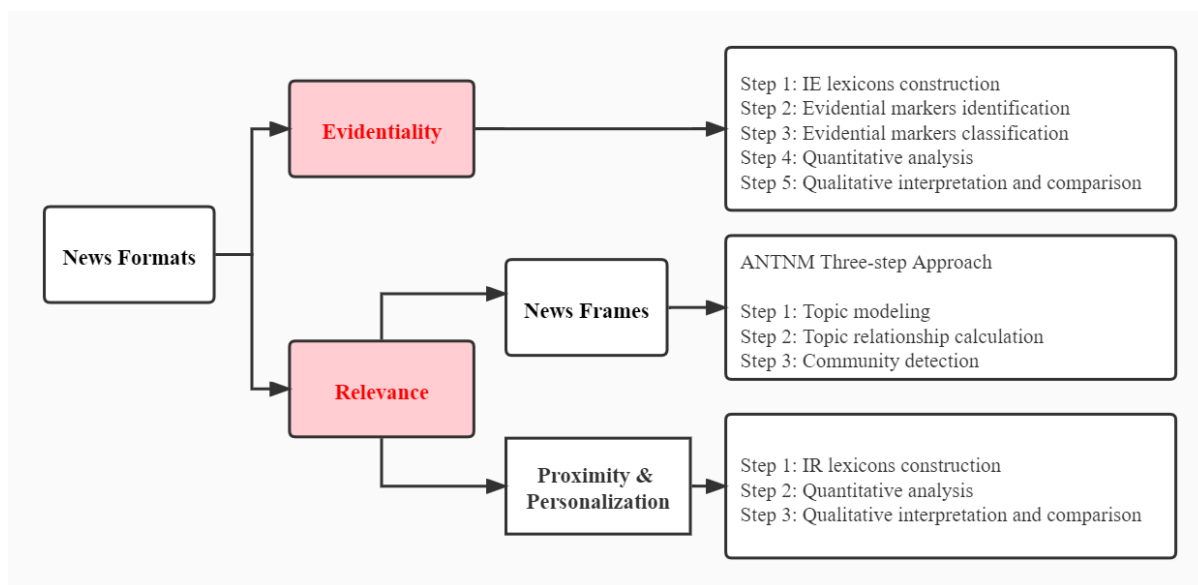 News Formats
Evidentiality
Step 1: IE lexicons construction
Step 2: Evidential markers identification
Step 3: Evidential markers classification
Step 4: Quantitative analysis
Step 5: Qualitative interpretation and comparison
Relevance
News Frames
ANTNM Three-step Approach
Step 1: Topic modeling
Step 2: Topic relationship calculation
Step 3: Community detection
Proximity &
Personalization
Step 1: IR lexicons construction
Step 2: Quantitative analysis
Step 3: Qualitative interpretation and comparison